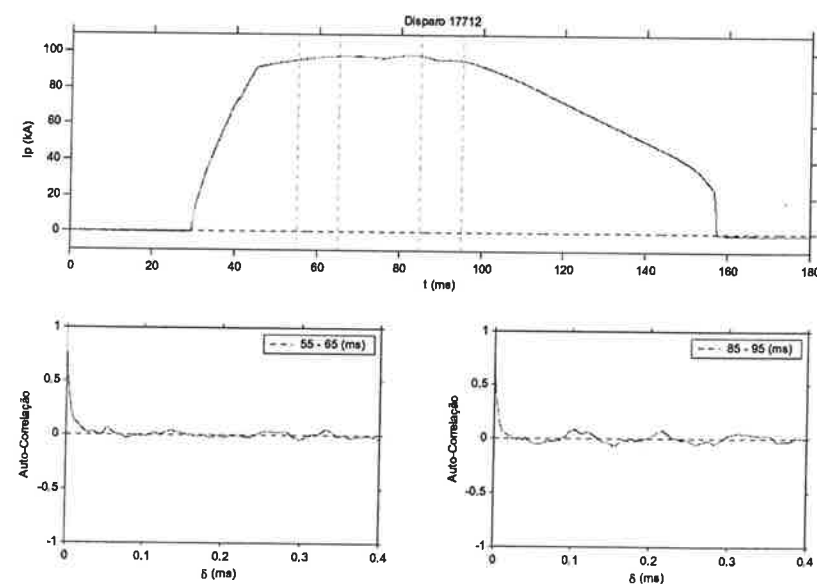 Disparo 17712
Ip (kA)
100
80
60
40
20
0
0 20 40 60 80 100 120 140 160 180
t (ms)
Auto-Correlação
1
0.5
0
-0.5
-1
55 - 65 (ms)
0 0.1 0.2 0.3 0.4
δ (ms)
Auto-Correlação
1
0.5
0
-0.5
-1
85 - 95 (ms)
0 0.1 0.2 0.3 0.4
δ (ms)